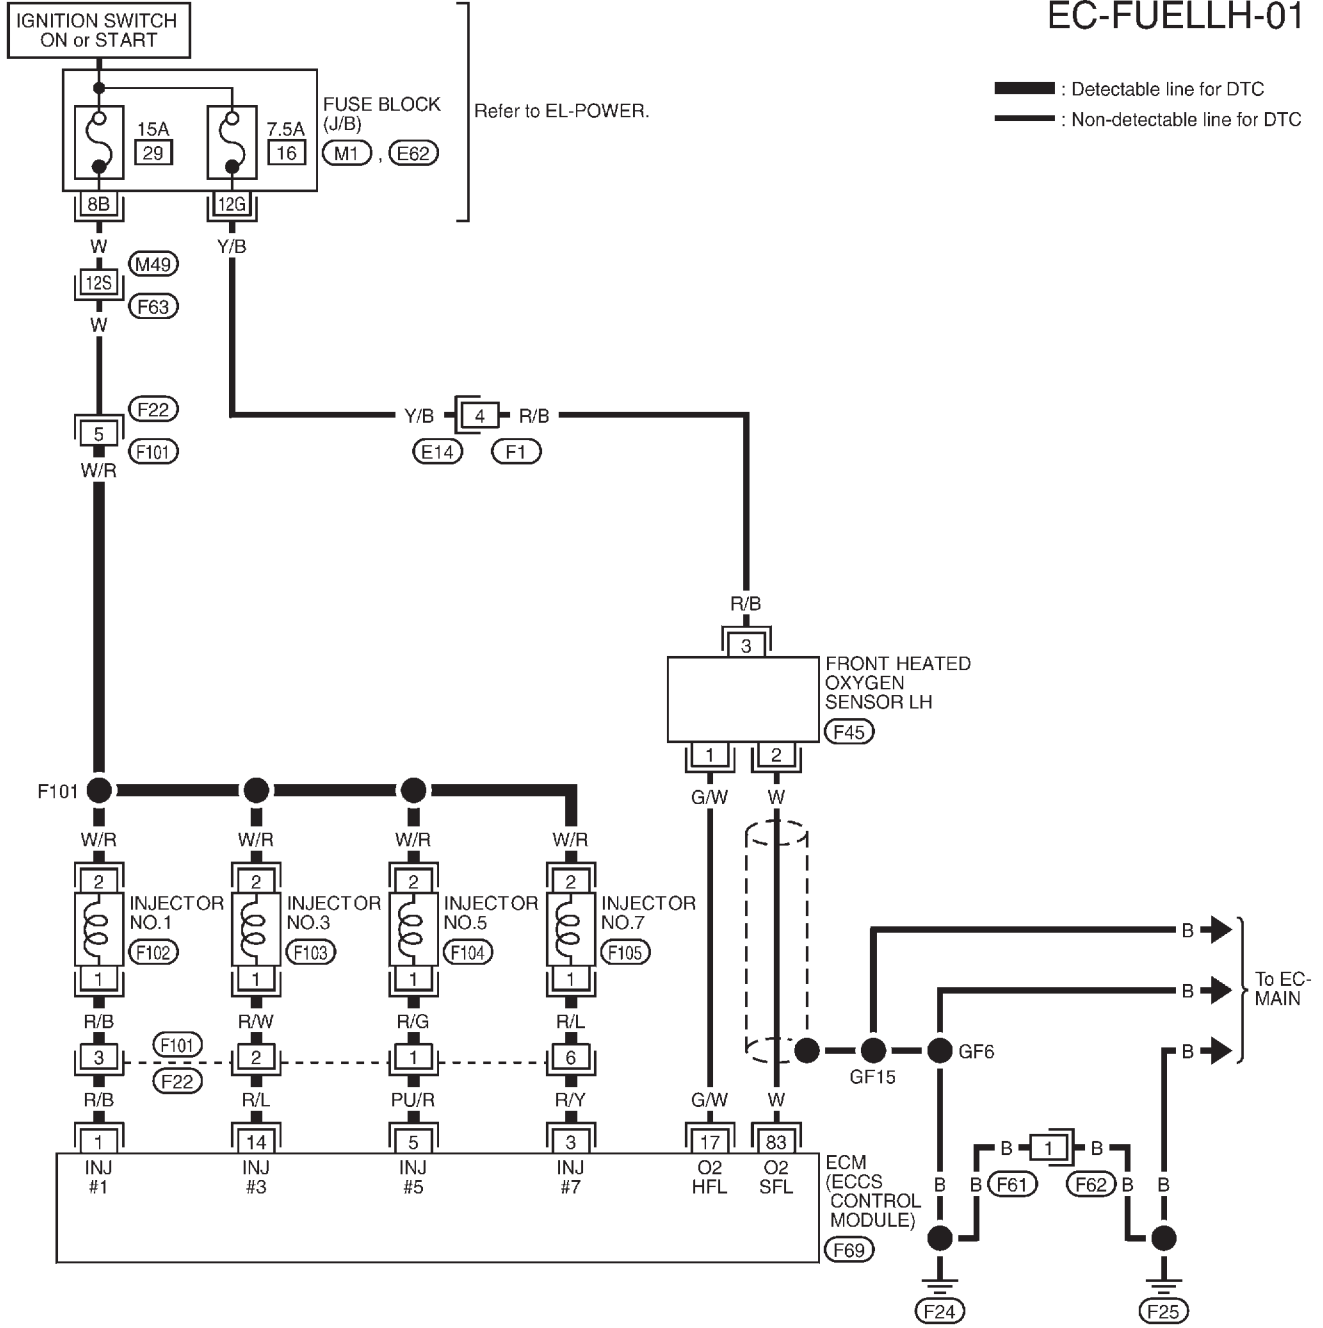 EC-FUELLH-01
IGNITION SWITCH
ON or START
: Detectable line for DTC
: Non-detectable line for DTC
FUSE BLOCK
(J/B)
Refer to EL-POWER.
15A
29
7.5A
16
M1 , E62
8B
12G
W
Y/B
M49
12S
F63
W
F22
5
F101
W/R
Y/B
4
R/B
E14
F1
R/B
3
FRONT HEATED
OXYGEN
SENSOR LH
F45
1
2
G/W
W
F101
W/R
W/R
W/R
W/R
2
2
2
2
INJECTOR
NO.1
F102
INJECTOR
NO.3
F103
INJECTOR
NO.5
F104
INJECTOR
NO.7
F105
1
1
1
1
B
B
B
To EC-
MAIN
R/B
R/W
R/G
R/L
F101
3
2
1
6
F22
GF15
GF6
R/B
R/L
PU/R
R/Y
G/W
W
1
14
5
3
17
83
INJ
#1
INJ
#3
INJ
#5
INJ
#7
O2
HFL
O2
SFL
ECM
(ECCS
CONTROL
MODULE)
F69
B
1
B
B
B
F61
F62
B
B
F24
F25